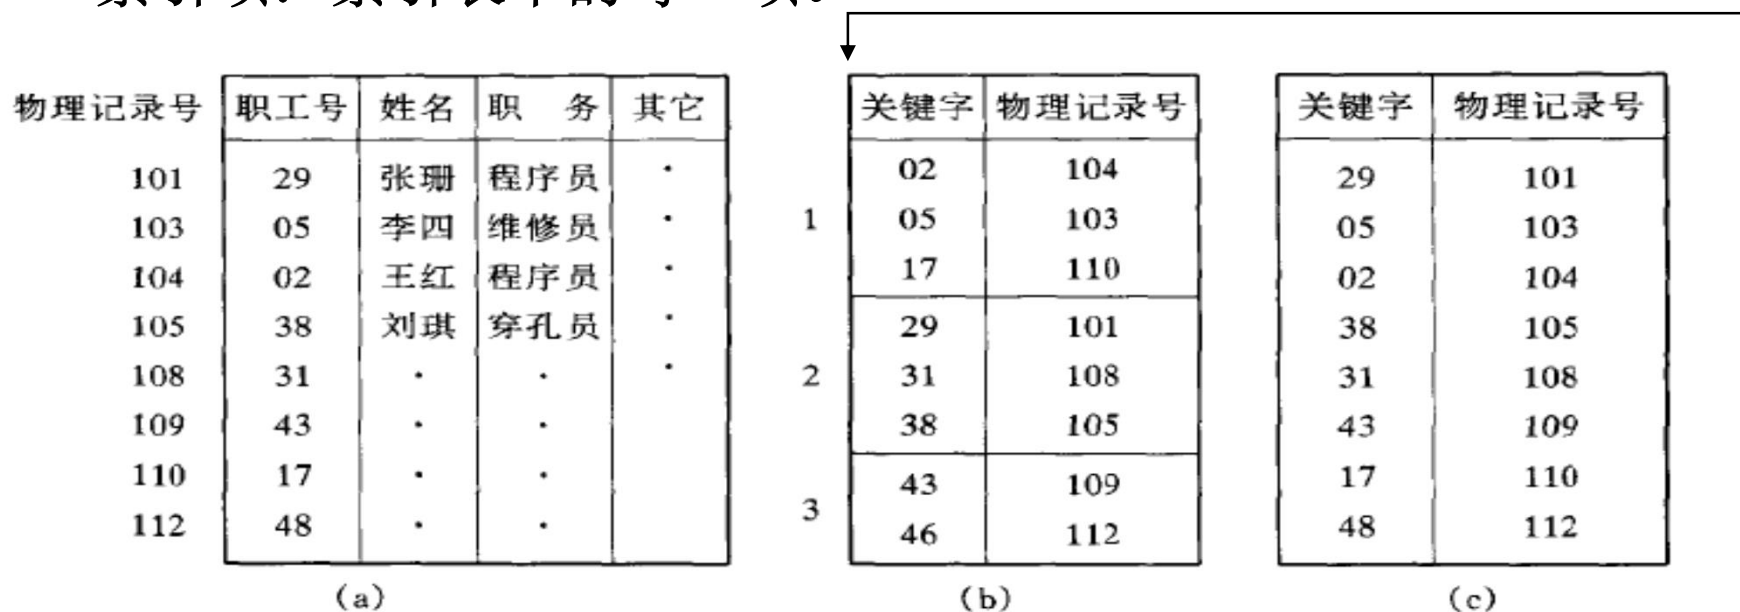 物理记录号 职工号 姓名 职 务 其它
101 29 张珊 程序员 ·
103 05 李四 维修员 ·
104 02 王红 程序员 ·
105 38 刘琪 穿孔员 ·
108 31 · · ·
109 43 · ·
110 17 · ·
112 48 · ·
(a)
关键字 物理记录号
02 104
1 05 103
17 110
29 101
2 31 108
38 105
43 109
3
46 112
(b)
关键字 物理记录号
29 101
05 103
02 104
38 105
31 108
43 109
17 110
48 112
(c)